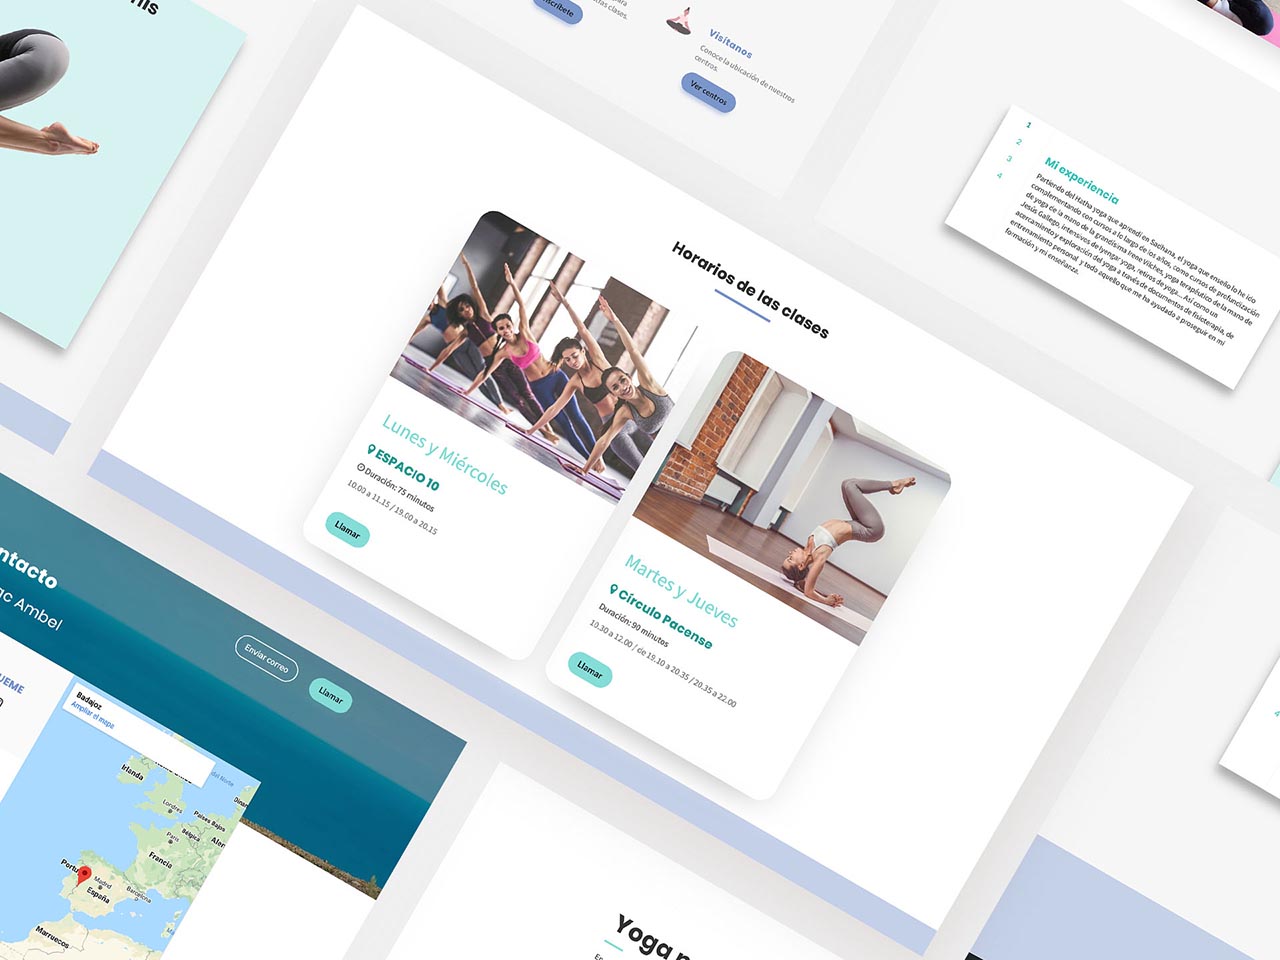 Visítanos
Conoce la ubicación de nuestros
centros.
Ver centros
1
2
3
4
Mi experiencia
Partiendo del Hatha yoga que aprendí en Sadhana, el yoga que enseño lo he ido
complementando con cursos a lo largo de los años, como cursos de profundización
de yoga de la mano de la grandísima Irene Vilches, yoga terapéutico de la mano de
Jesús Gallego, intensivos de Iyengar yoga, retiros de yoga... Así como un
acercamiento y exploración del yoga a través de documentos de fisioterapia, de
entrenamiento personal y todo aquello que me ha ayudado a proseguir en mi
formación y mi enseñanza.
Horarios de las clases
Lunes y Miércoles
ESPACIO 10
Duración: 75 minutos
10.00 a 11.15 / 19.00 a 20.15
Llamar
Martes y Jueves
Círculo Pacense
Duración: 90 minutos
10.30 a 12.00 / de 19.10 a 20.35 / 20.35 a 22.00
Llamar
ntacto
ac Ambel
Enviar correo
Llamar
UEME
Badajoz
Ampliar el mapa
Irlanda
del Norte
Londres
Países Bajos
Bélgica
París
Francia
Madrid
Barcelona
España
Marruecos
Yoga
4